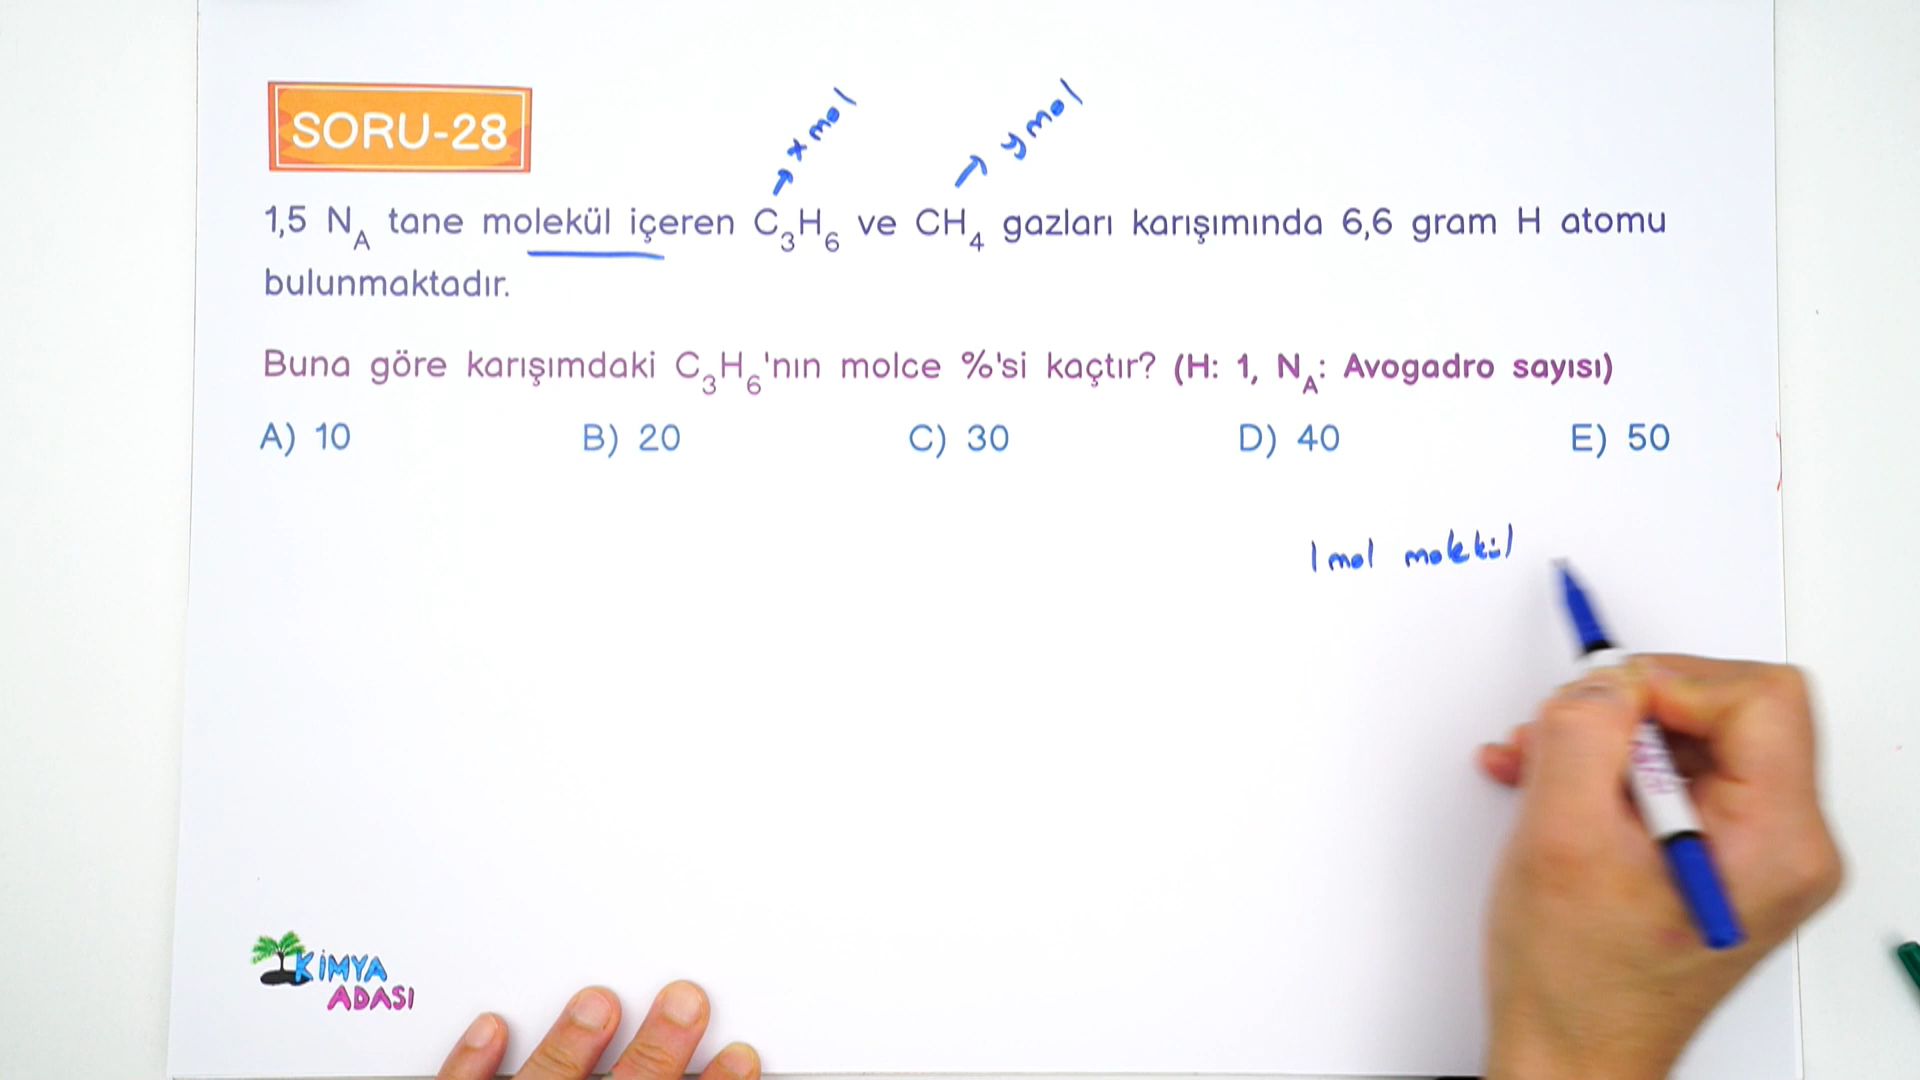 SORU-28
x mol
y mol
1,5 N_A tane molekül içeren C₃H₆ ve CH₄ gazları karışımında 6,6 gram H atomu
bulunmaktadır.
Buna göre karışımdaki C₃H₆'nın molce %'si kaçtır? (H: 1, N_A: Avogadro sayısı)
A) 10 B) 20 C) 30 D) 40 E) 50
1 mol molekül
KİMYA
ADASI